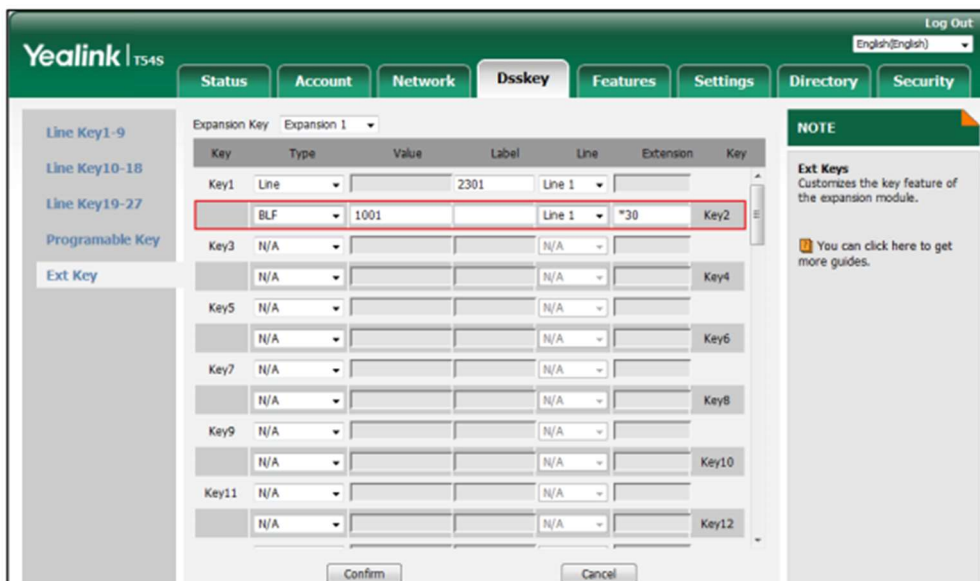 Log Out
Yealink | T54S
English(English)
Status Account Network Dsskey Features Settings Directory Security
Line Key1-9
Line Key10-18
Line Key19-27
Programable Key
Ext Key
Expansion Key Expansion 1
Key Type Value Label Line Extension Key
Key1 Line 2301 Line 1
BLF 1001 Line 1 *30 Key2
Key3 N/A N/A
N/A N/A Key4
Key5 N/A N/A
N/A N/A Key6
Key7 N/A N/A
N/A N/A Key8
Key9 N/A N/A
N/A N/A Key10
Key11 N/A N/A
N/A N/A Key12
Confirm Cancel
NOTE
Ext Keys
Customizes the key feature of
the expansion module.
You can click here to get
more guides.